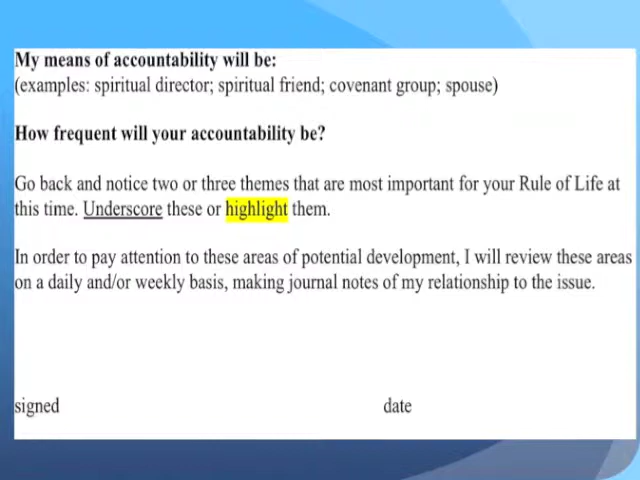 My means of accountability will be:
(examples: spiritual director; spiritual friend; covenant group; spouse)
How frequent will your accountability be?
Go back and notice two or three themes that are most important for your Rule of Life at
this time. Underscore these or highlight them.
In order to pay attention to these areas of potential development, I will review these areas
on a daily and/or weekly basis, making journal notes of my relationship to the issue.
signed date